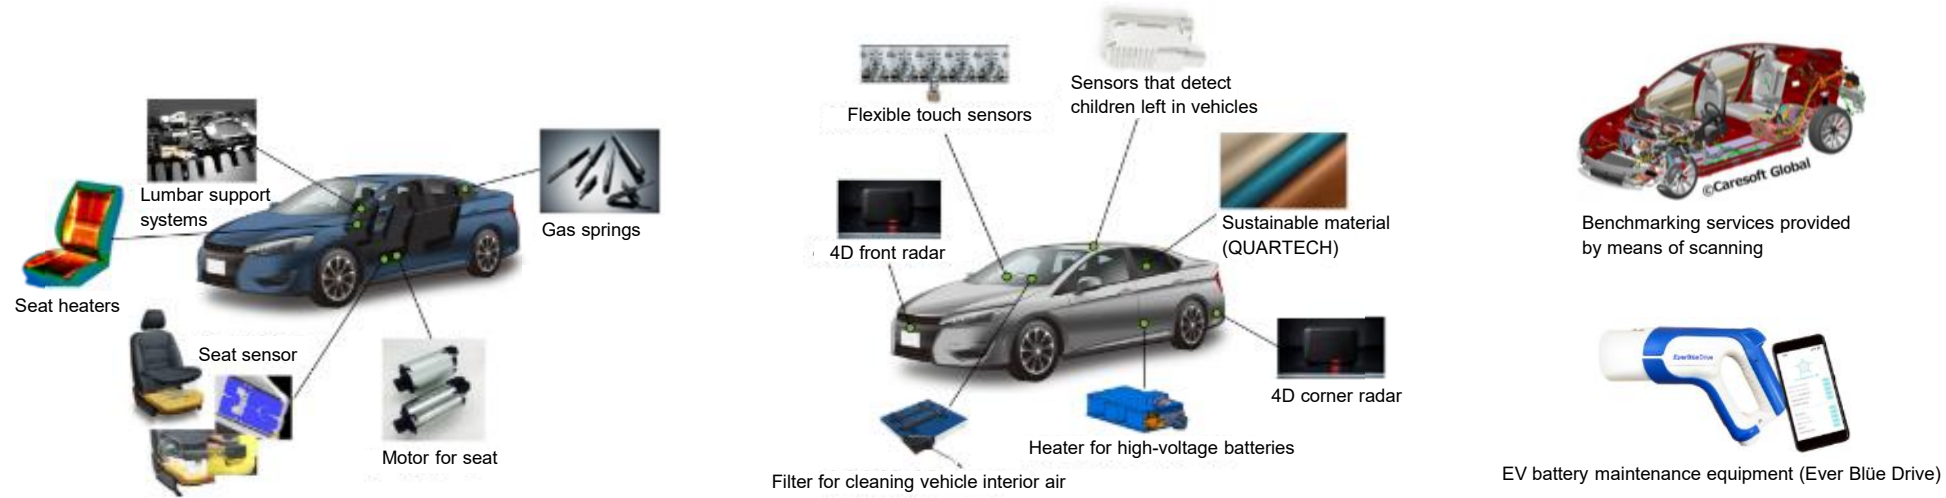 Lumbar support
systems
Gas springs
Seat heaters
Seat sensor
Motor for seat
Flexible touch sensors
Sensors that detect
children left in vehicles
4D front radar
Sustainable material
(QUARTECH)
4D corner radar
Heater for high-voltage batteries
Filter for cleaning vehicle interior air
©Caresoft Global
Benchmarking services provided
by means of scanning
EverBlüeDrive
EV battery maintenance equipment (Ever Blüe Drive)